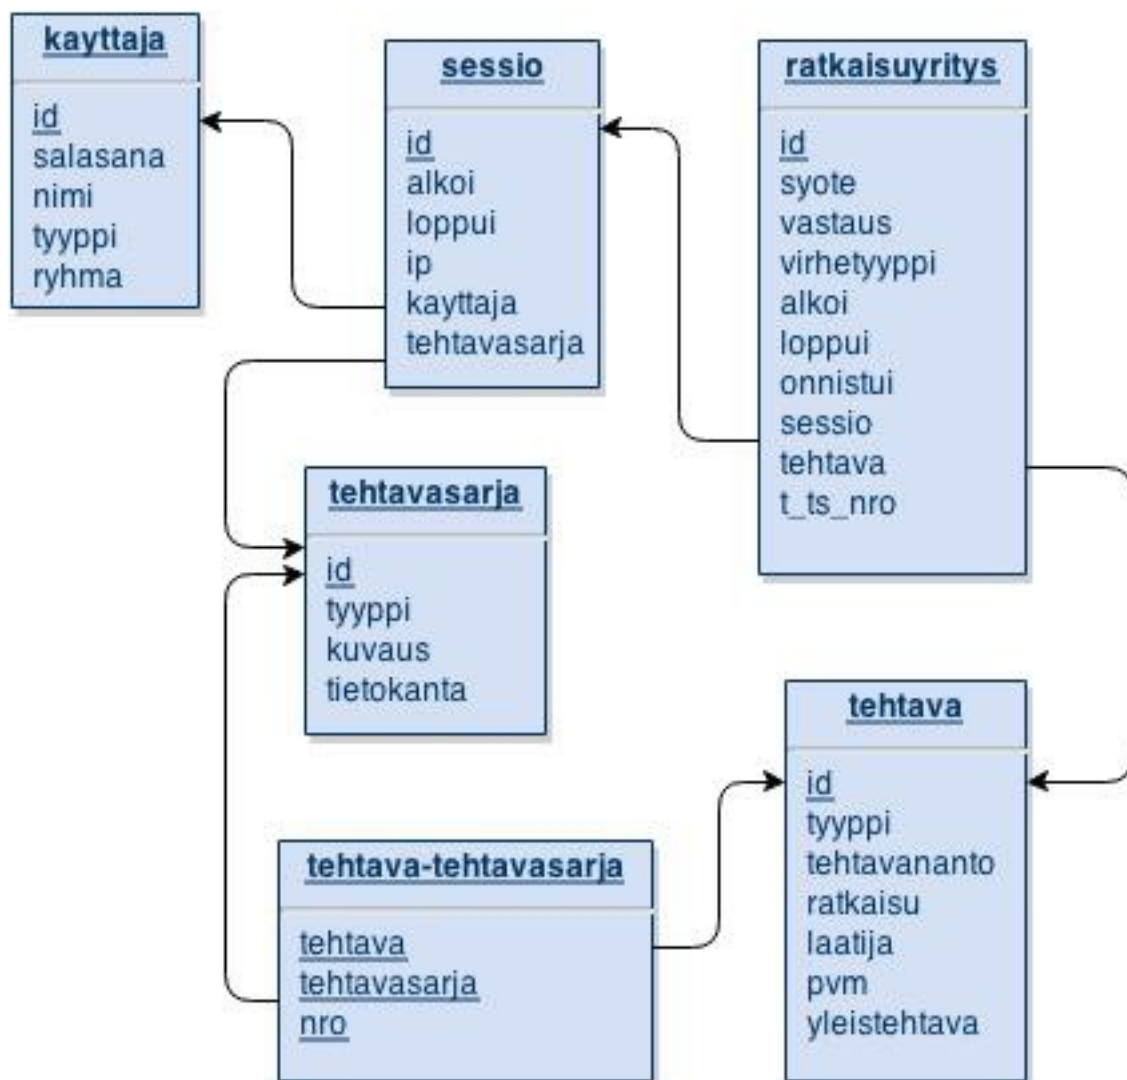 kayttaja
id
salasana
nimi
tyyppi
ryhma
sessio
id
alkoi
loppui
ip
kayttaja
tehtavasarja
ratkaisuyritys
id
syote
vastaus
virhetyyppi
alkoi
loppui
onnistui
sessio
tehtava
t_ts_nro
tehtavasarja
id
tyyppi
kuvaus
tietokanta
tehtava
id
tyyppi
tehtavananto
ratkaisu
laatija
pvm
yleistehtava
tehtava-tehtavasarja
tehtava
tehtavasarja
nro